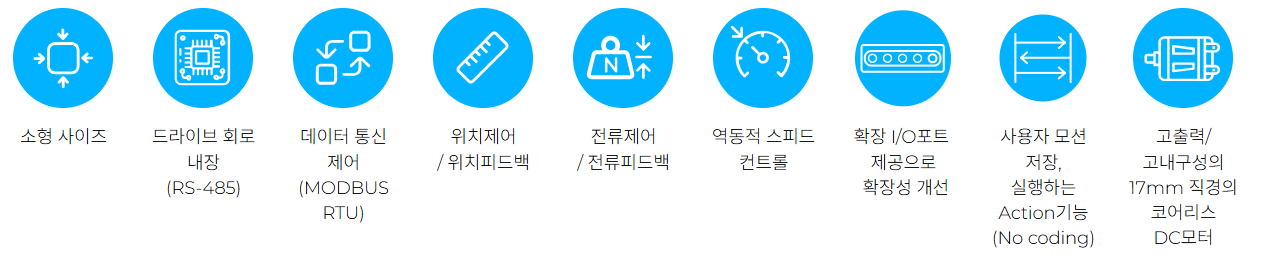 N
소형 사이즈
드라이브 회로
내장
(RS-485)
데이터 통신
제어
(MODBUS
RTU)
위치제어
/ 위치피드백
전류제어
/ 전류피드백
역동적 스피드
컨트롤
확장 I/O포트
제공으로
확장성 개선
사용자 모션
저장,
실행하는
Action기능
(No coding)
고출력/
고내구성의
17mm 직경의
코어리스
DC모터